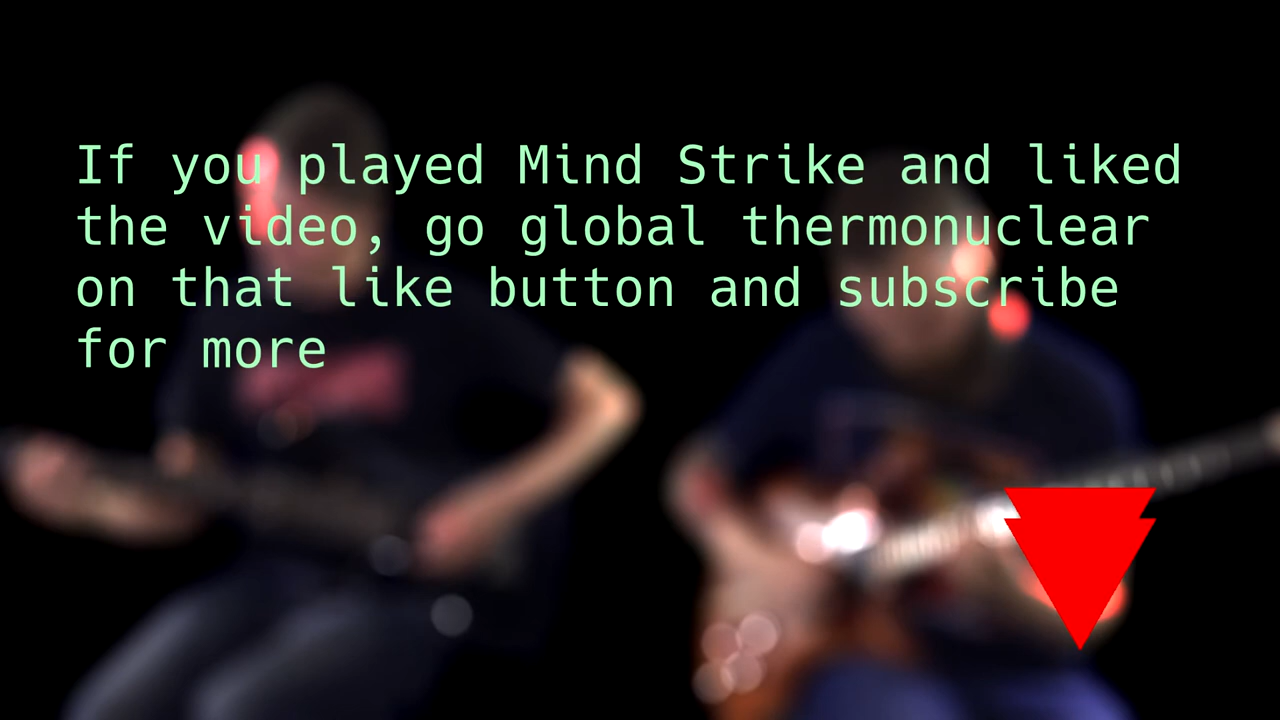 If you played Mind Strike and liked
the video, go global thermonuclear
on that like button and subscribe
for more